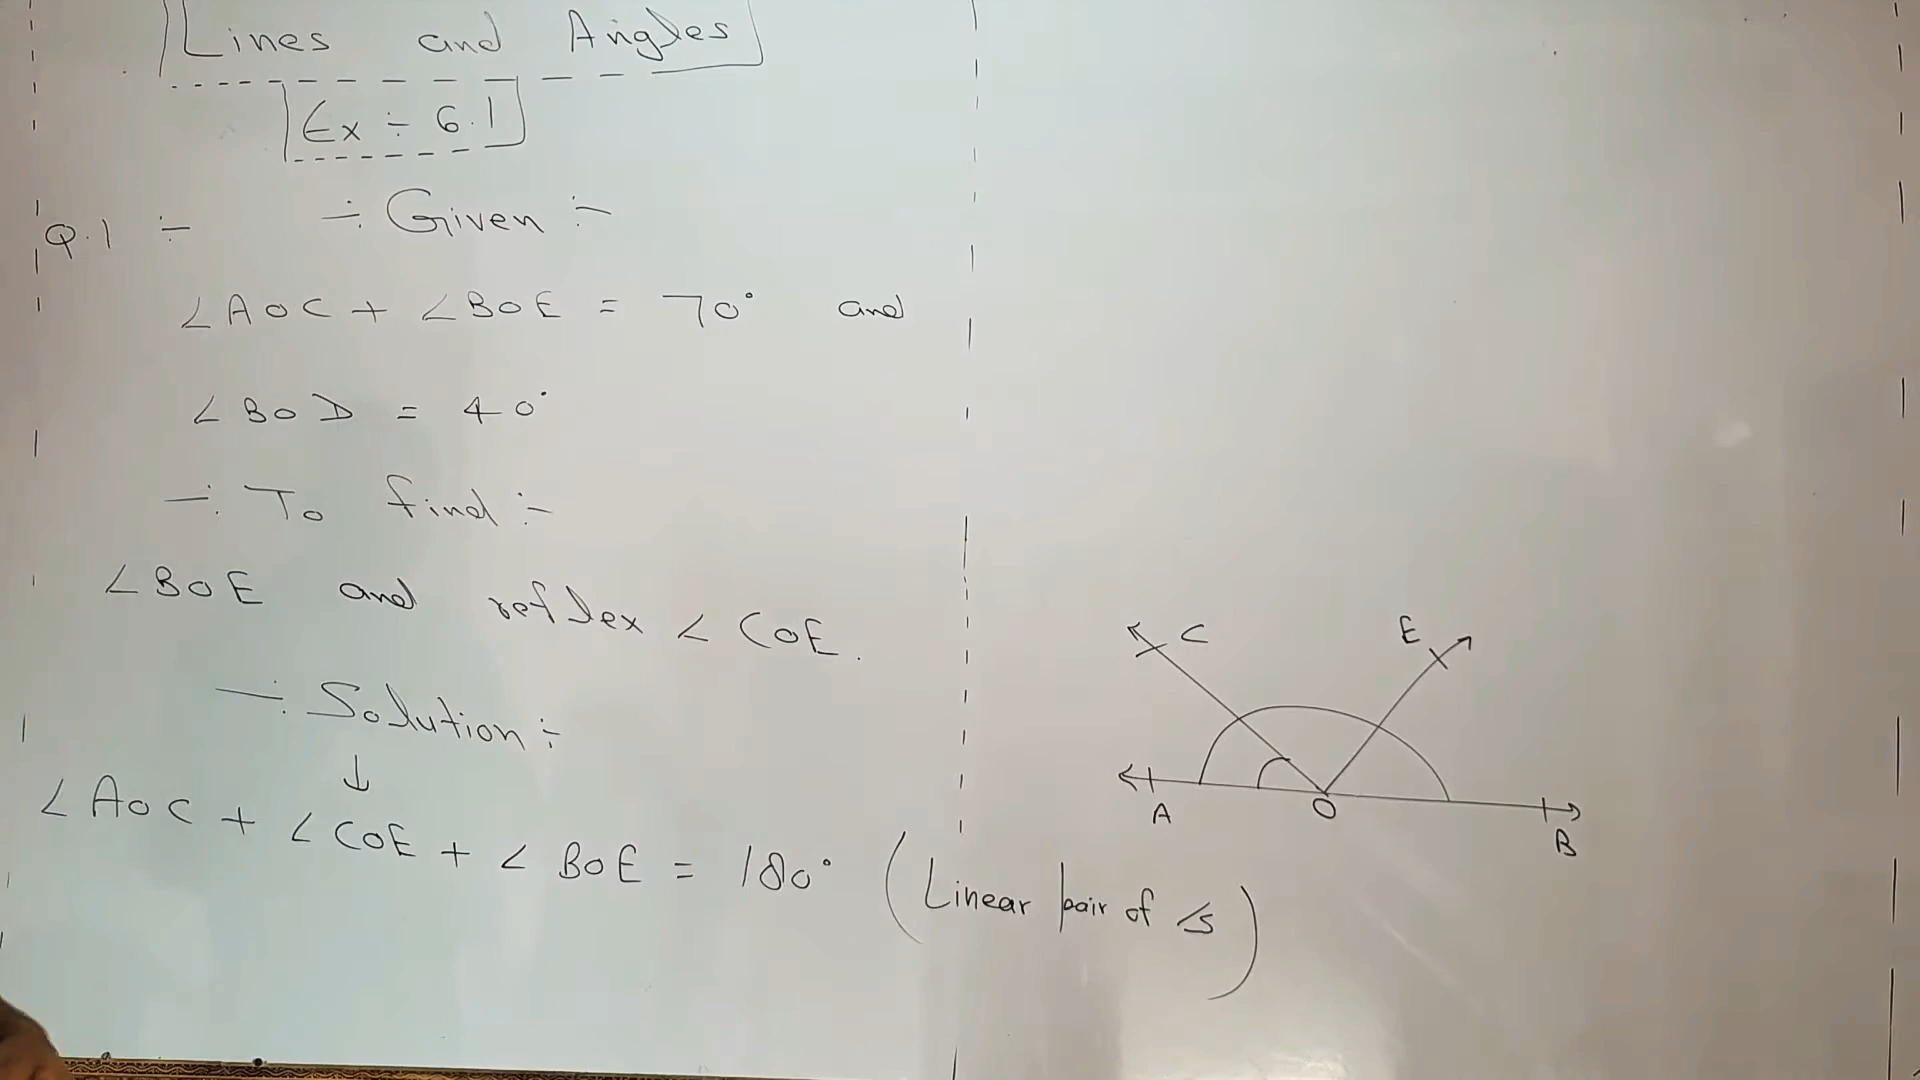 Lines and Angles
Ex ÷ 6.1
Q.1 ÷ ÷ Given :-
∠AOC + ∠BOE = 70° and
∠BOD = 40°
-: To find :-
∠BOE and reflex ∠COE.
-: Solution ÷
↓
∠AOC + ∠COE + ∠BOE = 180° (Linear pair of ∠s)
C
E
A
O
B